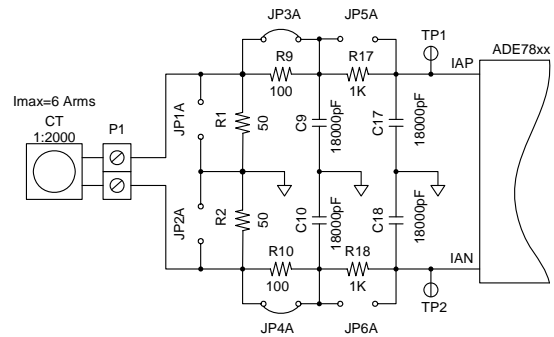 JP3A
JP5A
TP1
ADE78xx
R9
R17
IAP
100
1K
Imax=6 Arms
CT
1:2000
P1
JP1A
R1
50
C9
18000pF
C17
18000pF
JP2A
R2
50
C10
18000pF
C18
18000pF
R10
R18
IAN
100
1K
TP2
JP4A
JP6A